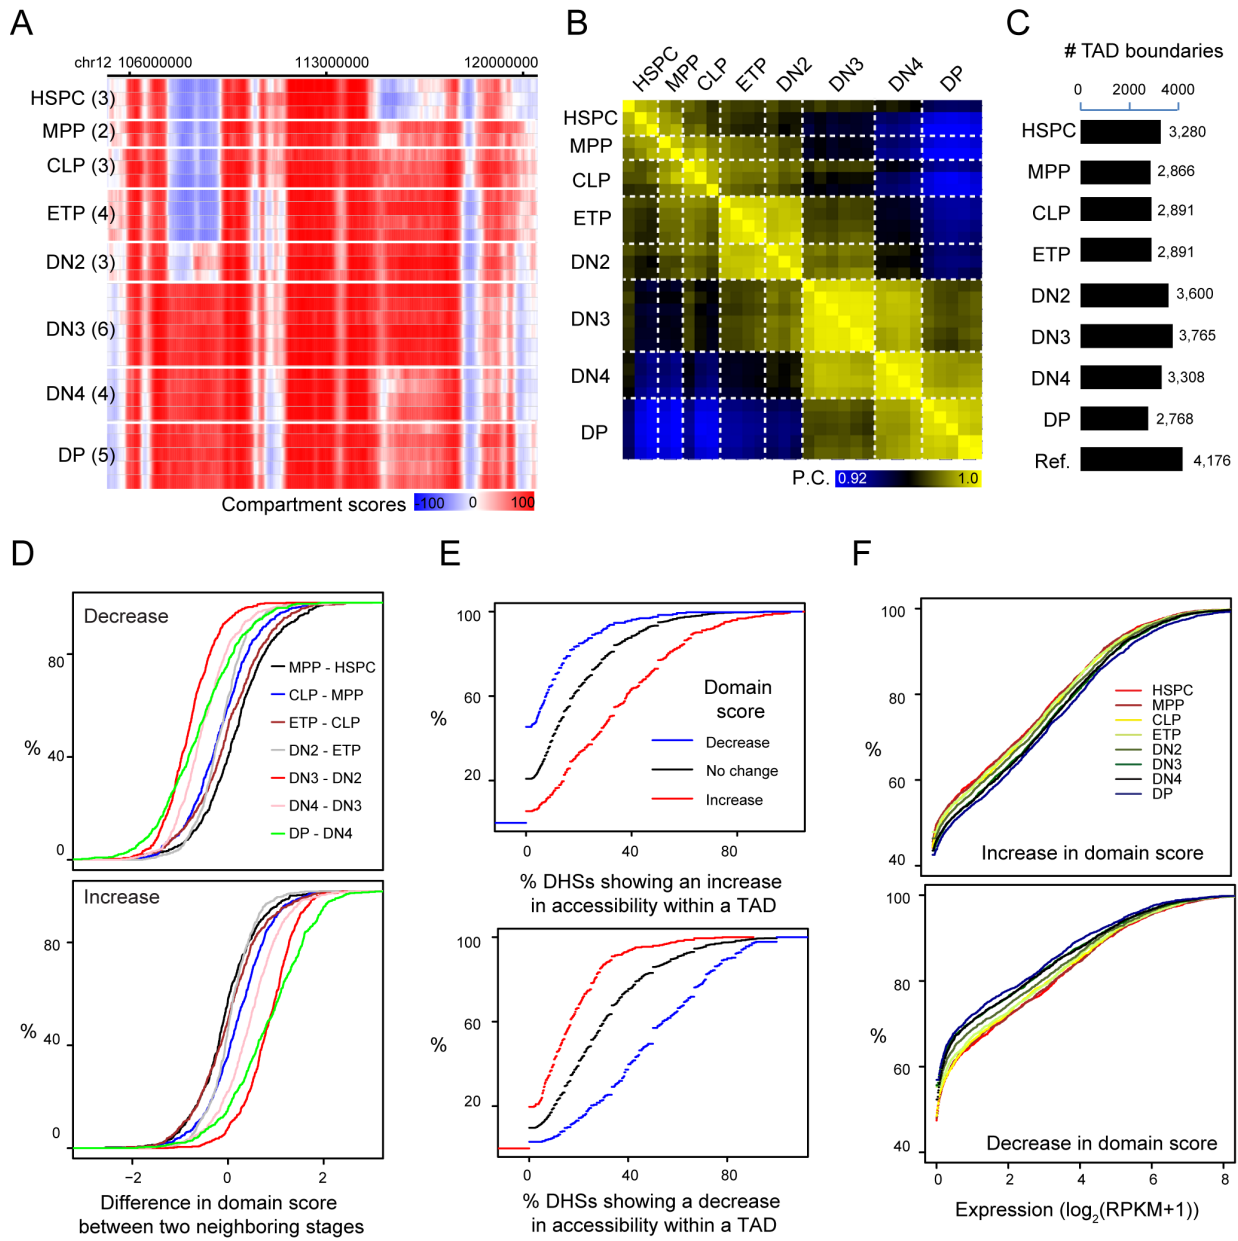 A
chr12 106000000 113000000 120000000
HSPC (3)
MPP (2)
CLP (3)
ETP (4)
DN2 (3)
DN3 (6)
DN4 (4)
DP (5)
Compartment scores -100 0 100
B
HSPC MPP CLP ETP DN2 DN3 DN4 DP
HSPC
MPP
CLP
ETP
DN2
DN3
DN4
DP
P.C. 0.92 1.0
C
# TAD boundaries
0 2000 4000
HSPC 3,280
MPP 2,866
CLP 2,891
ETP 2,891
DN2 3,600
DN3 3,765
DN4 3,308
DP 2,768
Ref. 4,176
D
Decrease
80
40
0
%
MPP - HSPC
CLP - MPP
ETP - CLP
DN2 - ETP
DN3 - DN2
DN4 - DN3
DP - DN4
Increase
80
40
0
%
−2 0 2
Difference in domain score
between two neighboring stages
E
100
60
20
%
Domain
score
Decrease
No change
Increase
0 40 80
% DHSs showing an increase
in accessibility within a TAD
100
60
20
%
0 40 80
% DHSs showing a decrease
in accessibility within a TAD
F
100
80
60
40
%
HSPC
MPP
CLP
ETP
DN2
DN3
DN4
DP
Increase in domain score
100
80
60
40
%
Decrease in domain score
0 2 4 6 8
Expression (log2(RPKM+1))